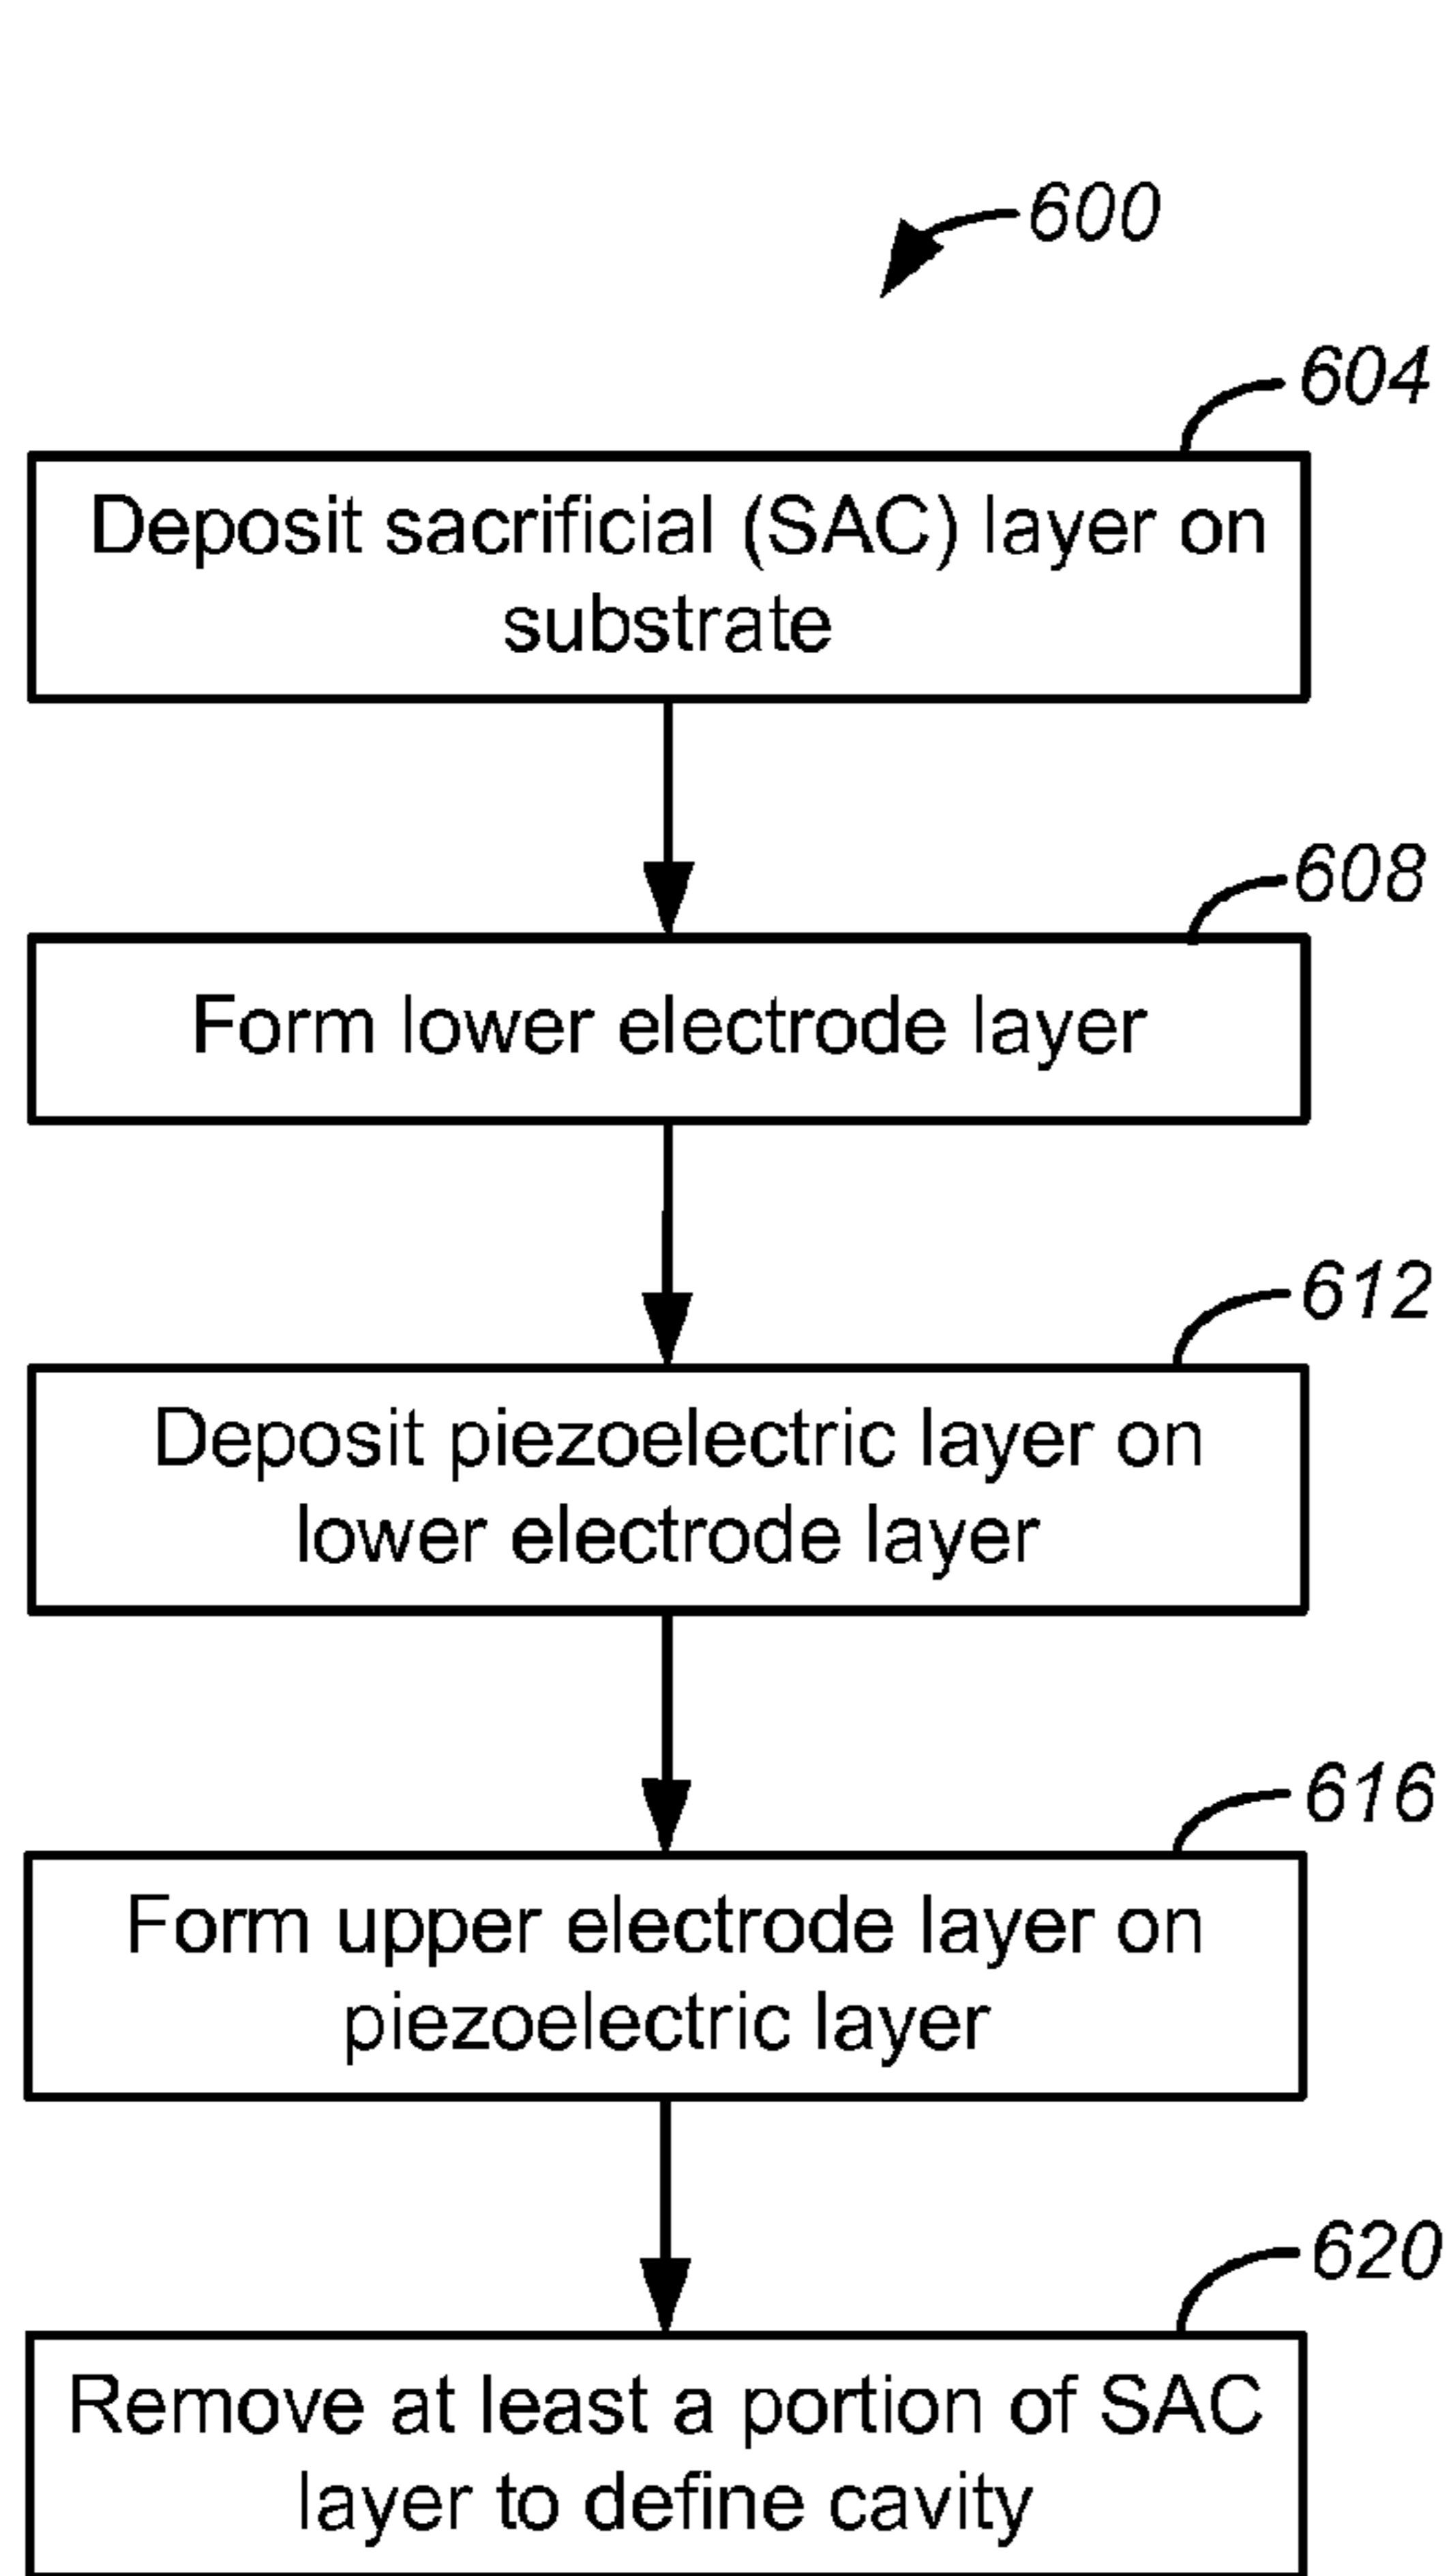 600
604
Deposit sacrificial (SAC) layer on
substrate
608
Form lower electrode layer
612
Deposit piezoelectric layer on
lower electrode layer
616
Form upper electrode layer on
piezoelectric layer
620
Remove at least a portion of SAC
layer to define cavity